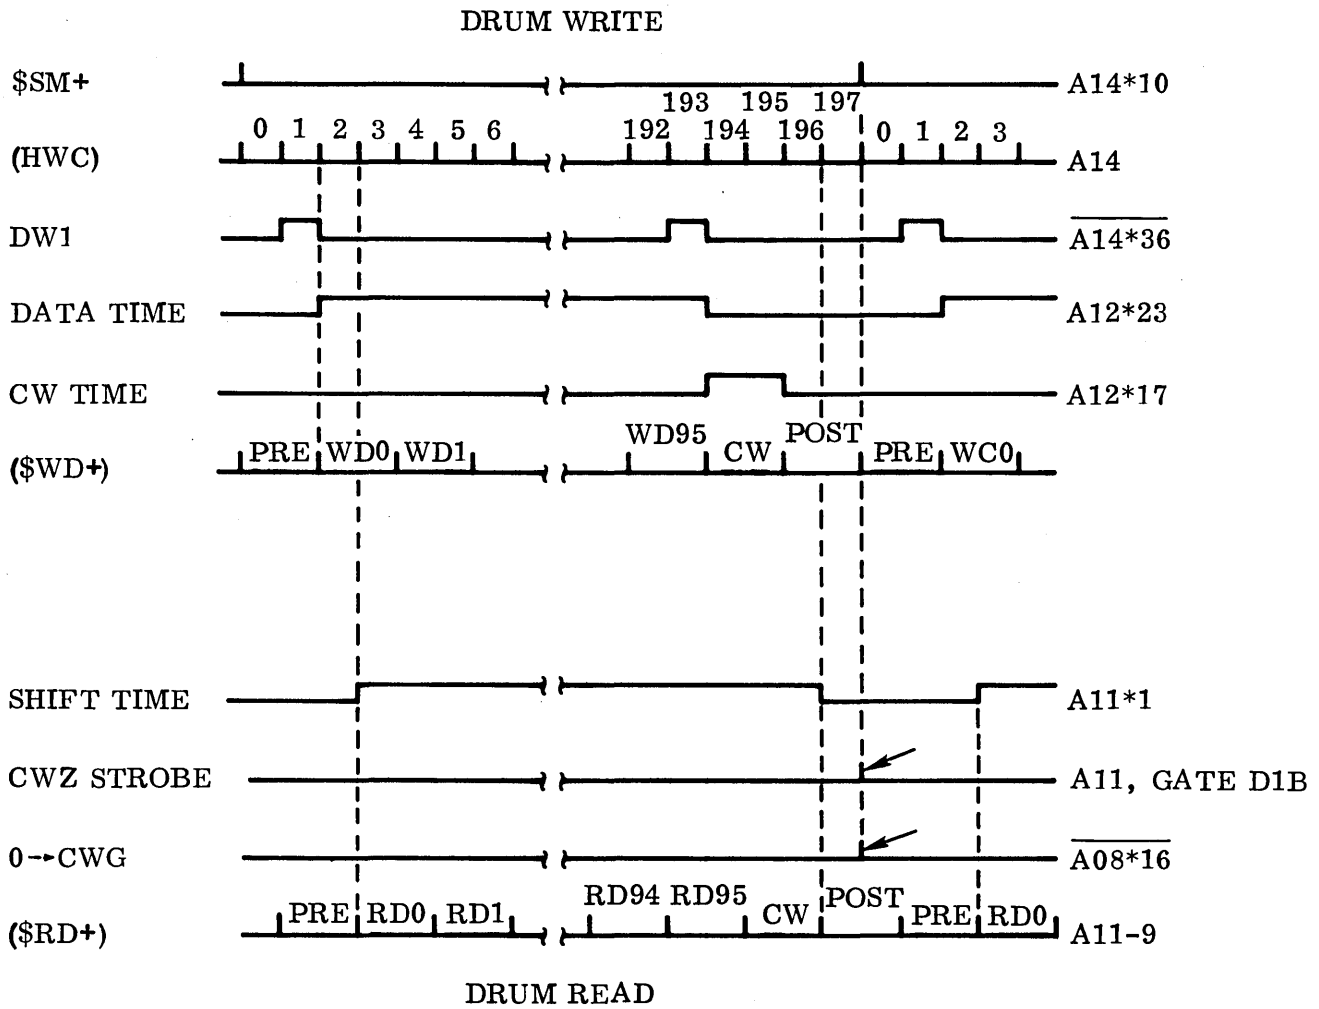 DRUM WRITE
$SM+ A14*10
193 195 197
0 1 2 3 4 5 6 192 194 196 0 1 2 3
(HWC) A14
DW1 A14*36
DATA TIME A12*23
CW TIME A12*17
WD95 POST
PRE WD0 WD1 CW PRE WC0
($WD+)
SHIFT TIME A11*1
CWZ STROBE A11, GATE D1B
0→CWG A08*16
RD94 RD95 POST
PRE RD0 RD1 CW PRE RD0
($RD+) A11-9
DRUM READ